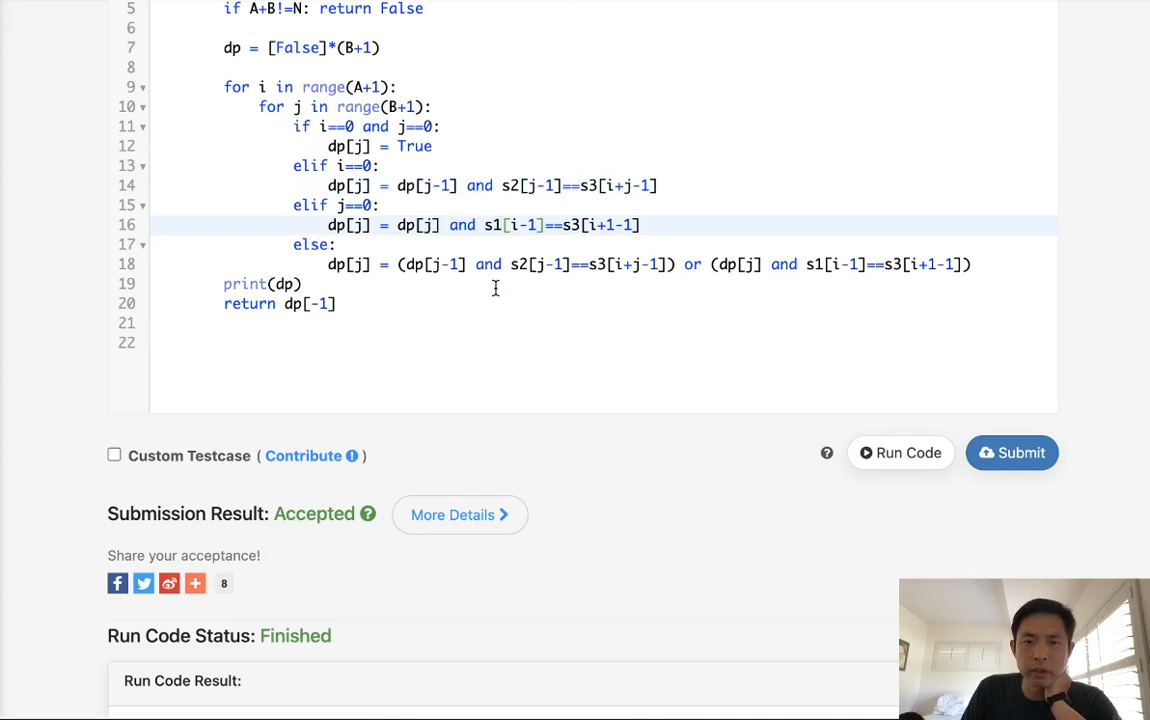 5 if A+B!=N: return False
6
7 dp = [False]*(B+1)
8
9 for i in range(A+1):
10 for j in range(B+1):
11 if i==0 and j==0:
12 dp[j] = True
13 elif i==0:
14 dp[j] = dp[j-1] and s2[j-1]==s3[i+j-1]
15 elif j==0:
16 dp[j] = dp[j] and s1[i-1]==s3[i+1-1]
17 else:
18 dp[j] = (dp[j-1] and s2[j-1]==s3[i+j-1]) or (dp[j] and s1[i-1]==s3[i+1-1])
19 print(dp)
20 return dp[-1]
21
22
Custom Testcase ( Contribute ! )
? Run Code Submit
Submission Result: Accepted ? More Details
Share your acceptance!
f + 8
Run Code Status: Finished
Run Code Result: